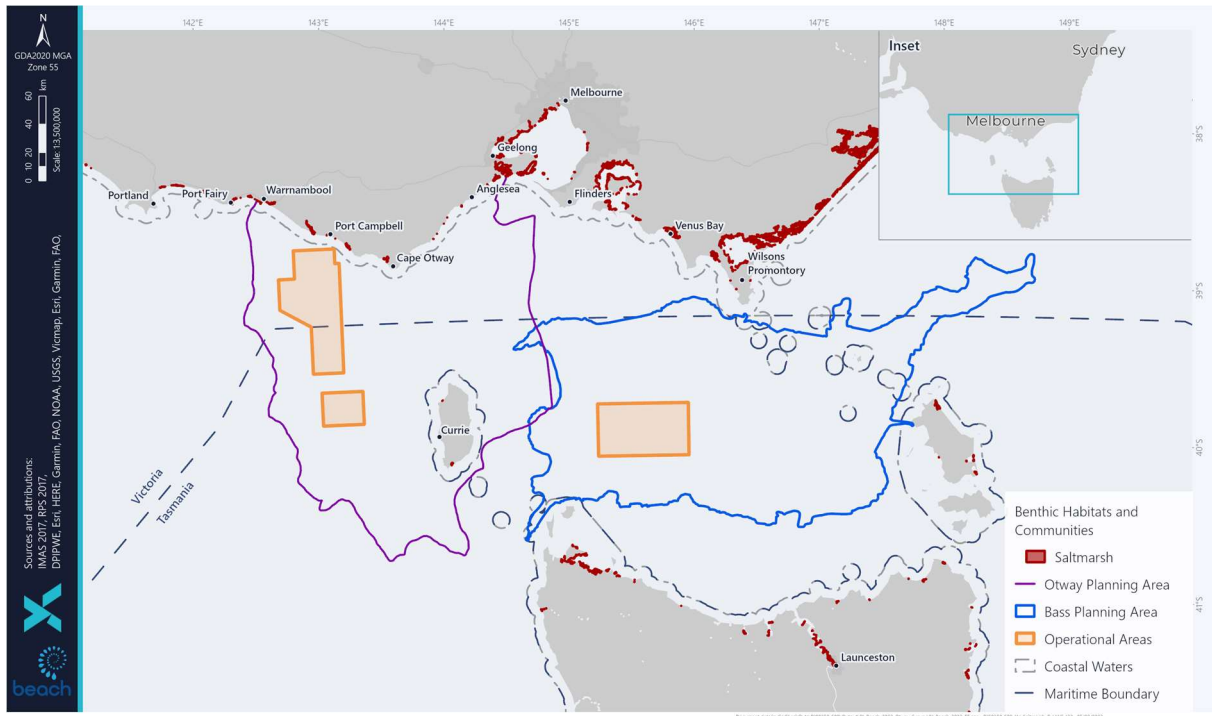 142°E
143°E
144°E
145°E
146°E
147°E
148°E
149°E
N
GDA2020 MGA
Zone 55
0 10 20 40 60 km
Scale: 1:3,500,000
Sources and attributions:
IMAS 2017, RPS 2017,
DPIPWE, Esri, HERE, Garmin, FAO, NOAA, USGS, Vicmap, Esri, Garmin, FAO,
beach
Inset
Sydney
Melbourne
Melbourne
Geelong
Anglesea
Flinders
Portland
Port Fairy
Warrnambool
Port Campbell
Cape Otway
Venus Bay
Wilsons
Promontory
Currie
Launceston
Victoria
Tasmania
38°S
39°S
40°S
41°S
Benthic Habitats and
Communities
Saltmarsh
Otway Planning Area
Bass Planning Area
Operational Areas
Coastal Waters
Maritime Boundary